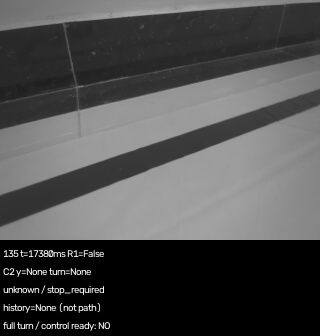 135 t=17380ms R1=False
C2 y=None turn=None
unknown / stop_required
history=None (not path)
full turn / control ready: NO